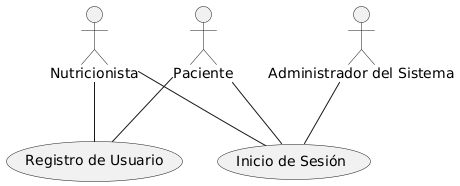 Nutricionista
Paciente
Administrador del Sistema
Registro de Usuario
Inicio de Sesión